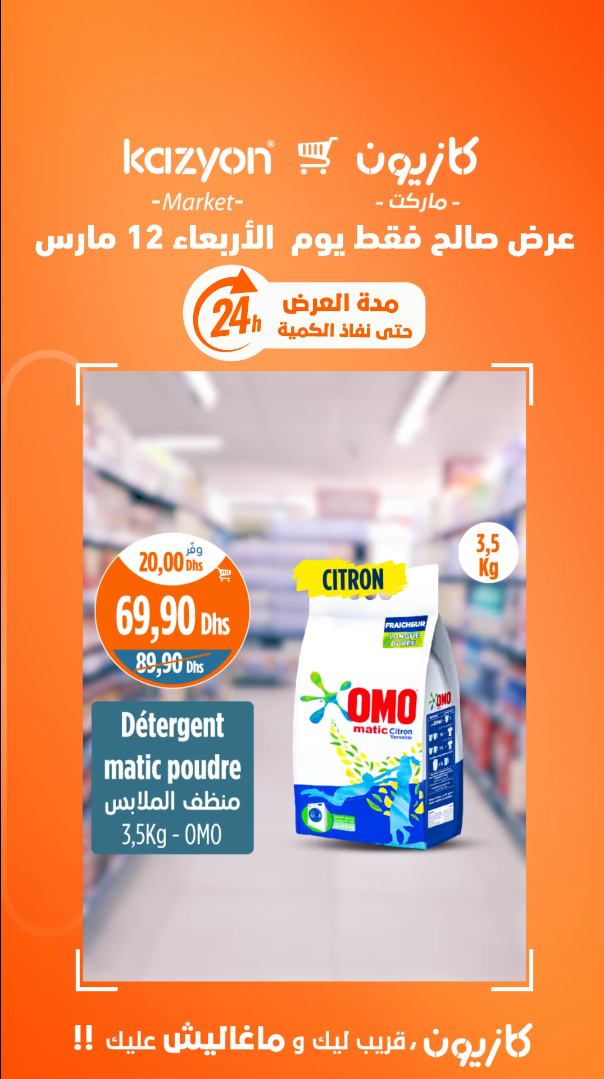 kazyon® كازيون
-Market- - ماركت -
عرض صالح فقط يوم الأربعاء 12 مارس
24h
مدة العرض
حتى نفاذ الكمية
وفّر
20,00 Dhs
69,90 Dhs
89,90 Dhs
Détergent
matic poudre
منظف الملابس
3,5Kg - OMO
3,5
Kg
CITRON
FRAICHEUR
LONGUE
DURÉE
OMO
matic Citron
Verveine
OMO
كازيون ، قريب ليك و ماغاليش عليك !!